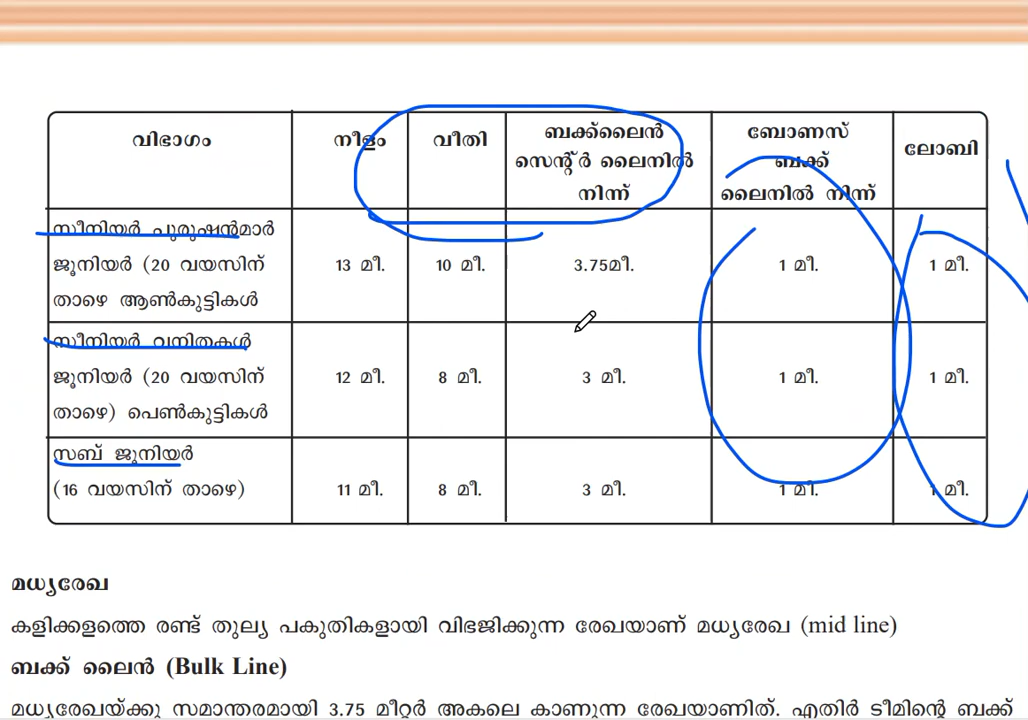 വിഭാഗം നീളം വീതി ബക്ക്ലൈൻ സെന്റ്ർ ലൈനിൽ നിന്ന് ബോണസ് ബക്ക് ലൈനിൽ നിന്ന് ലോബി
സീനിയർ പുരുഷൻമാർ
ജൂനിയർ (20 വയസിന് 13 മീ. 10 മീ. 3.75മീ. 1 മീ. 1 മീ.
താഴെ ആൺകുട്ടികൾ
സീനിയർ വനിതകൾ
ജൂനിയർ (20 വയസിന് 12 മീ. 8 മീ. 3 മീ. 1 മീ. 1 മീ.
താഴെ) പെൺകുട്ടികൾ
സബ് ജൂനിയർ
(16 വയസിന് താഴെ) 11 മീ. 8 മീ. 3 മീ. 1 മീ. 1 മീ.
മധ്യരേഖ
കളിക്കളത്തെ രണ്ട് തുല്യ പകുതികളായി വിഭജിക്കുന്ന രേഖയാണ് മധ്യരേഖ (mid line)
ബക്ക് ലൈൻ (Bulk Line)
മധ്യരേഖയ്ക്കു സമാന്തരമായി 3.75 മീറ്റർ അകലെ കാണുന്ന രേഖയാണിത്. എതിർ ടീമിന്റെ ബക്ക്